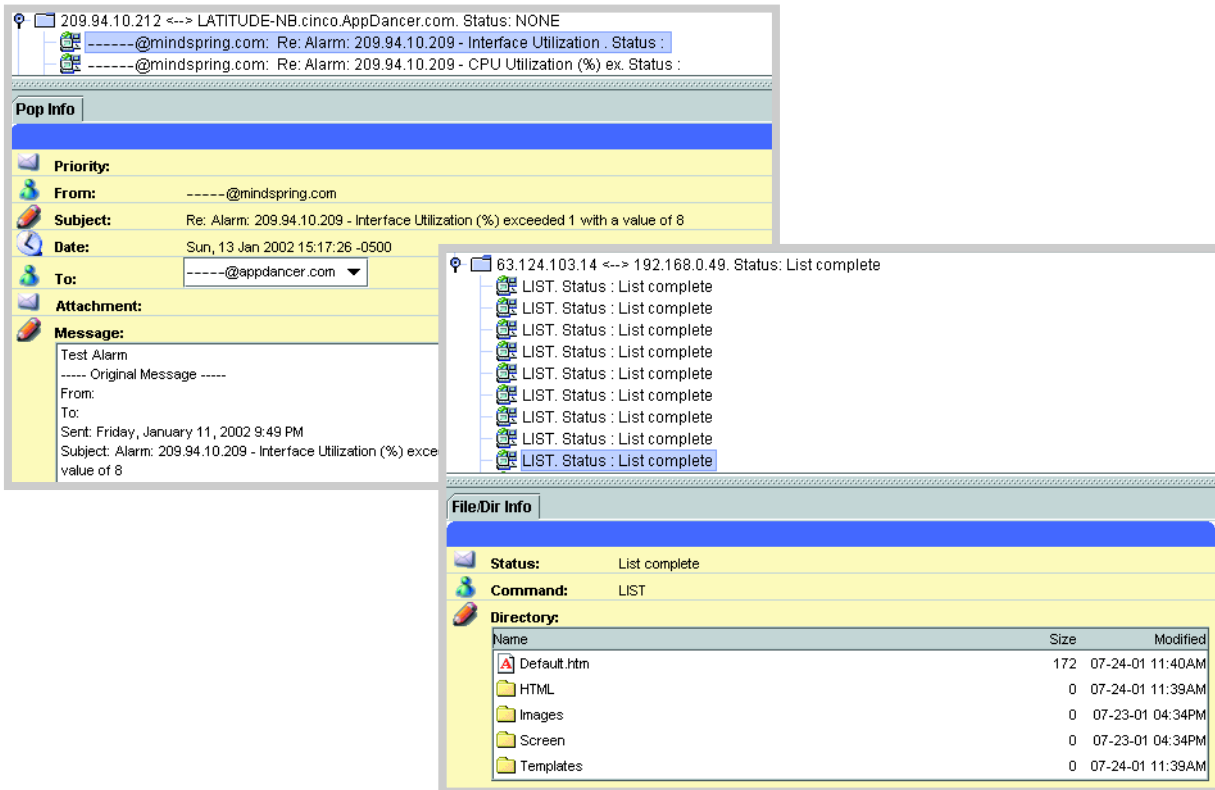 209.94.10.212 <--> LATITUDE-NB.cinco.AppDancer.com. Status: NONE
------@mindspring.com: Re: Alarm: 209.94.10.209 - Interface Utilization . Status :
------@mindspring.com: Re: Alarm: 209.94.10.209 - CPU Utilization (%) ex. Status :
Pop Info
Priority:
From: -----@mindspring.com
Subject: Re: Alarm: 209.94.10.209 - Interface Utilization (%) exceeded 1 with a value of 8
Date: Sun, 13 Jan 2002 15:17:26 -0500
To: -----@appdancer.com
Attachment:
Message:
Test Alarm
----- Original Message -----
From:
To:
Sent: Friday, January 11, 2002 9:49 PM
Subject: Alarm: 209.94.10.209 - Interface Utilization (%) exce
value of 8
63.124.103.14 <--> 192.168.0.49. Status: List complete
LIST. Status : List complete
LIST. Status : List complete
LIST. Status : List complete
LIST. Status : List complete
LIST. Status : List complete
LIST. Status : List complete
LIST. Status : List complete
LIST. Status : List complete
LIST. Status : List complete
File/Dir Info
Status: List complete
Command: LIST
Directory:
Name Size Modified
Default.htm 172 07-24-01 11:40AM
HTML 0 07-24-01 11:39AM
Images 0 07-23-01 04:34PM
Screen 0 07-23-01 04:34PM
Templates 0 07-24-01 11:39AM